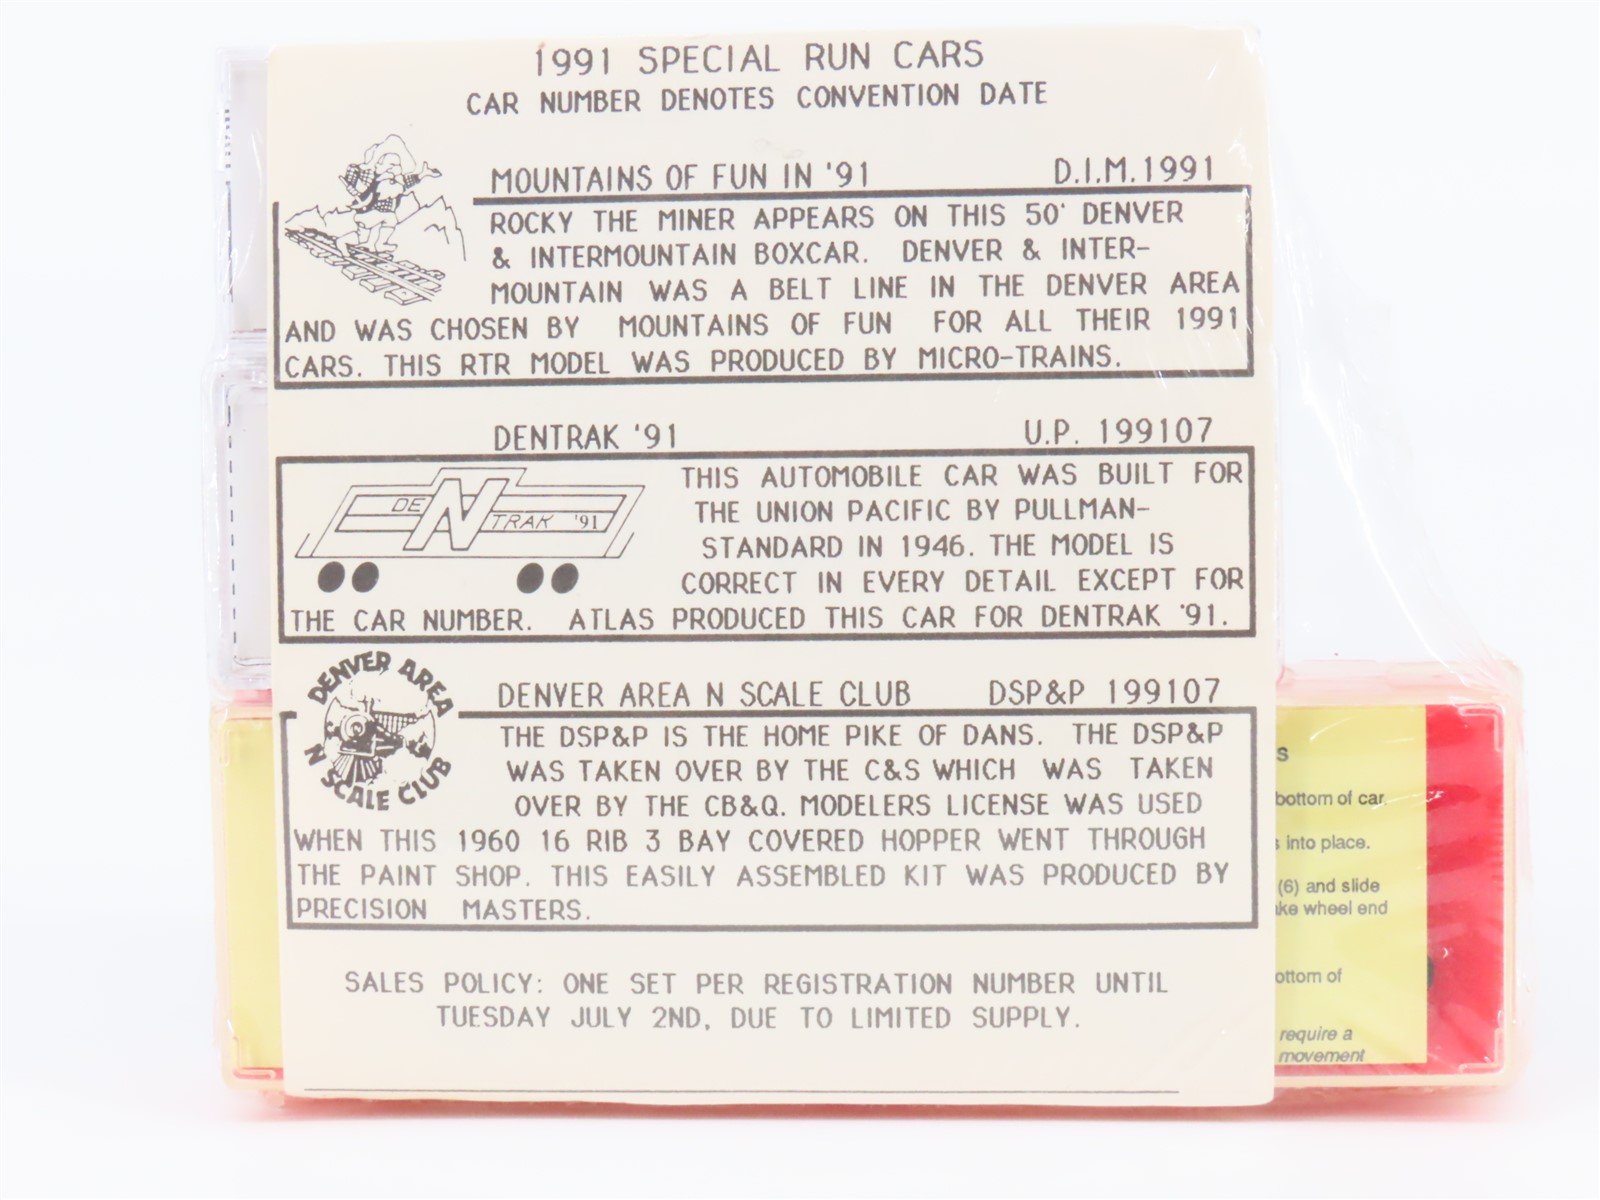 1991 SPECIAL RUN CARS
CAR NUMBER DENOTES CONVENTION DATE
MOUNTAINS OF FUN IN '91 D.I.M.1991
ROCKY THE MINER APPEARS ON THIS 50' DENVER
& INTERMOUNTAIN BOXCAR. DENVER & INTER-
MOUNTAIN WAS A BELT LINE IN THE DENVER AREA
AND WAS CHOSEN BY MOUNTAINS OF FUN FOR ALL THEIR 1991
CARS. THIS RTR MODEL WAS PRODUCED BY MICRO-TRAINS.
DENTRAK '91 U.P. 199107
DENTRAK '91
THIS AUTOMOBILE CAR WAS BUILT FOR
THE UNION PACIFIC BY PULLMAN-
STANDARD IN 1946. THE MODEL IS
CORRECT IN EVERY DETAIL EXCEPT FOR
THE CAR NUMBER. ATLAS PRODUCED THIS CAR FOR DENTRAK '91.
DENVER AREA
N SCALE CLUB
DENVER AREA N SCALE CLUB DSP&P 199107
THE DSP&P IS THE HOME PIKE OF DANS. THE DSP&P
WAS TAKEN OVER BY THE C&S WHICH WAS TAKEN
OVER BY THE CB&Q. MODELERS LICENSE WAS USED
WHEN THIS 1960 16 RIB 3 BAY COVERED HOPPER WENT THROUGH
THE PAINT SHOP. THIS EASILY ASSEMBLED KIT WAS PRODUCED BY
PRECISION MASTERS.
SALES POLICY: ONE SET PER REGISTRATION NUMBER UNTIL
TUESDAY JULY 2ND, DUE TO LIMITED SUPPLY.
S
bottom of car.
s into place.
(6) and slide
ake wheel end
ottom of
require a
movement